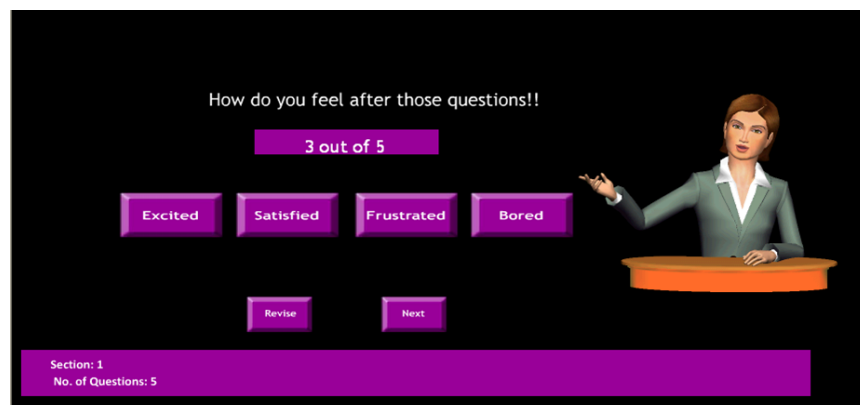 How do you feel after those questions!!
3 out of 5
Excited Satisfied Frustrated Bored
Revise Next
Section: 1
No. of Questions: 5